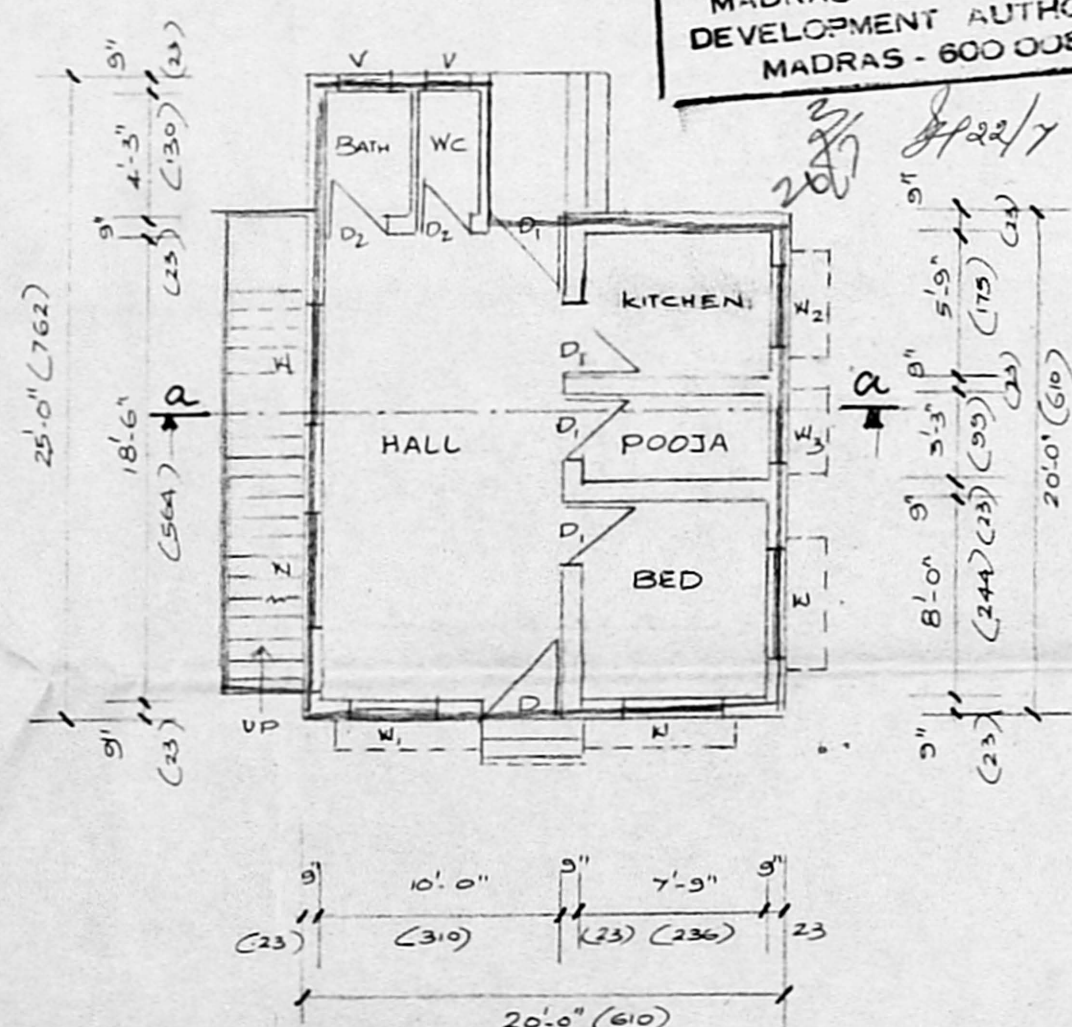 MADRAS
DEVELOPMENT AUTHO
MADRAS - 600 008
22/7
V V
BATH WC
D2 D2 D1
KITCHEN
W2
D1
a a
HALL
D1
POOJA
W3
D1
BED
W
D
UP
W1 W
25'-0" (762)
9" (23)
4'-3" (130)
9" (23)
18'-6"
(564)
9" (23)
9" (23)
5'-9" (175)
9" (23)
3'-3" (99)
9" (23)
8'-0" (244)
9" (23)
20'-0" (610)
9" 10'-0" 9" 7'-9" 9"
(23) (310) (23) (236) 23
20'-0" (610)